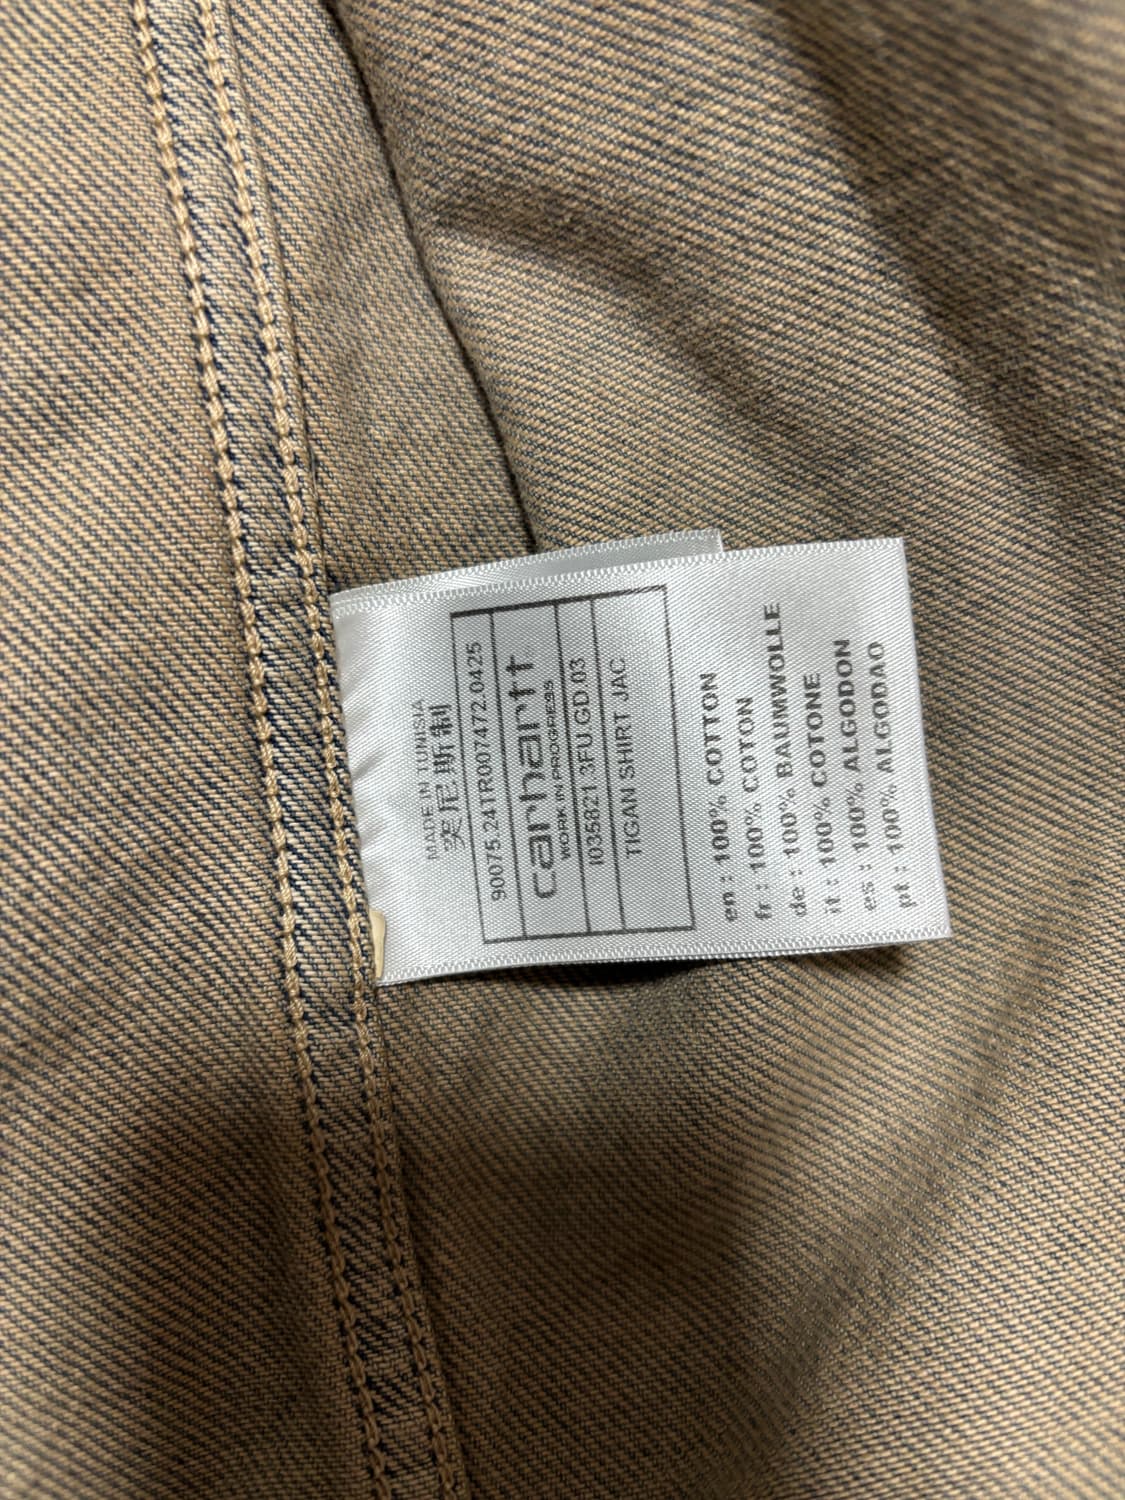 MADE IN TUNISIA
突尼斯制
90075.24TR007472.0425
carhartt
WORK IN PROGRESS
I035821.3FU.GD.03
TIGAN SHIRT JAC
en : 100% COTTON
fr : 100% COTON
de : 100% BAUMWOLLE
it : 100% COTONE
es : 100% ALGODON
pt : 100% ALGODAO